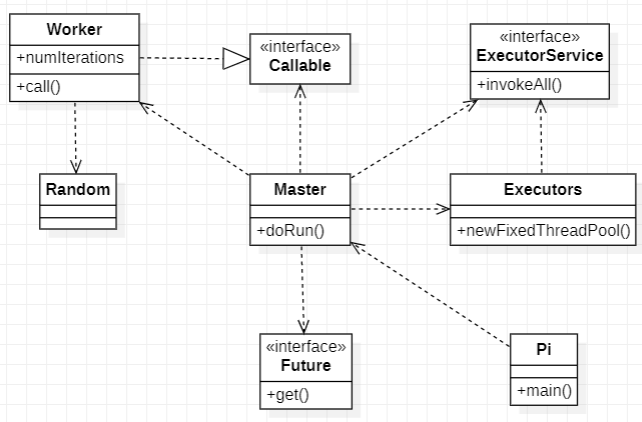 Worker
+numIterations
+call()
«interface»
Callable
«interface»
ExecutorService
+invokeAll()
Random
Master
+doRun()
Executors
+newFixedThreadPool()
«interface»
Future
+get()
Pi
+main()